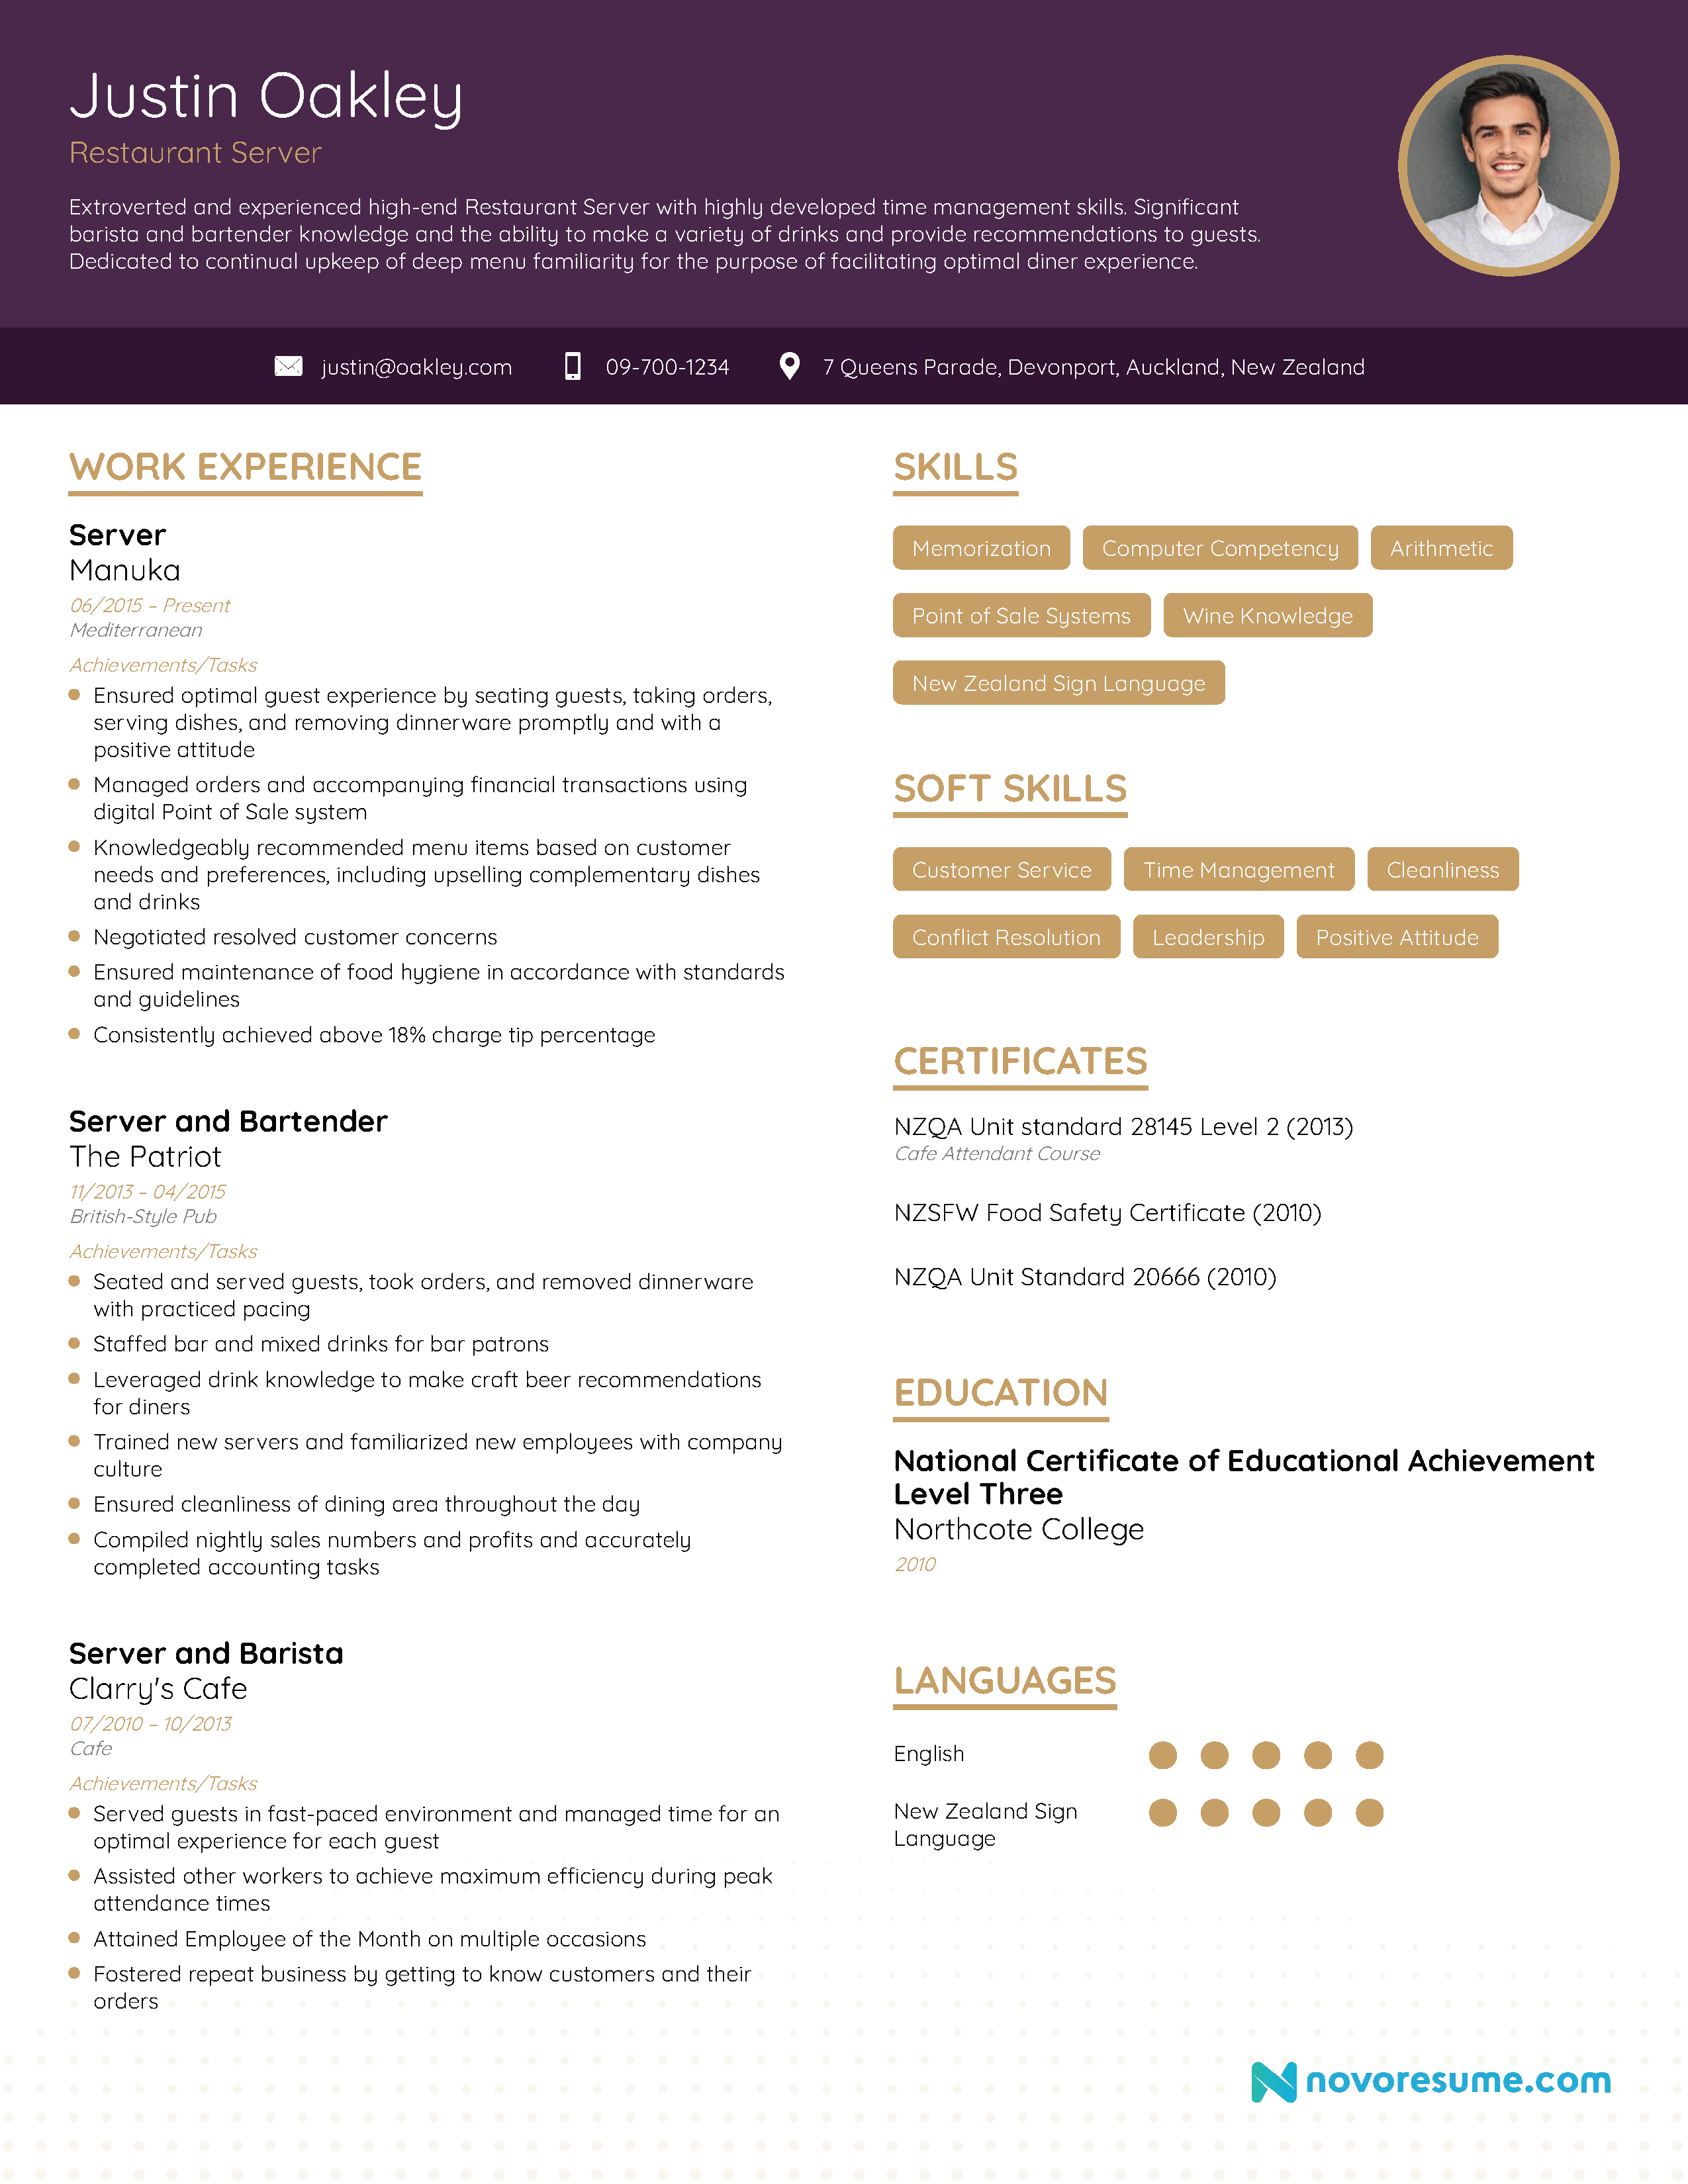 Justin Oakley
Restaurant Server
Extroverted and experienced high-end Restaurant Server with highly developed time management skills. Significant
barista and bartender knowledge and the ability to make a variety of drinks and provide recommendations to guests.
Dedicated to continual upkeep of deep menu familiarity for the purpose of facilitating optimal diner experience.
justin@oakley.com
09-700-1234
7 Queens Parade, Devonport, Auckland, New Zealand
WORK EXPERIENCE
Server
Manuka
06/2015 – Present
Mediterranean
Achievements/Tasks
Ensured optimal guest experience by seating guests, taking orders,
serving dishes, and removing dinnerware promptly and with a
positive attitude
Managed orders and accompanying financial transactions using
digital Point of Sale system
Knowledgeably recommended menu items based on customer
needs and preferences, including upselling complementary dishes
and drinks
Negotiated resolved customer concerns
Ensured maintenance of food hygiene in accordance with standards
and guidelines
Consistently achieved above 18% charge tip percentage
Server and Bartender
The Patriot
11/2013 – 04/2015
British-Style Pub
Achievements/Tasks
Seated and served guests, took orders, and removed dinnerware
with practiced pacing
Staffed bar and mixed drinks for bar patrons
Leveraged drink knowledge to make craft beer recommendations
for diners
Trained new servers and familiarized new employees with company
culture
Ensured cleanliness of dining area throughout the day
Compiled nightly sales numbers and profits and accurately
completed accounting tasks
Server and Barista
Clarry's Cafe
07/2010 – 10/2013
Cafe
Achievements/Tasks
Served guests in fast-paced environment and managed time for an
optimal experience for each guest
Assisted other workers to achieve maximum efficiency during peak
attendance times
Attained Employee of the Month on multiple occasions
Fostered repeat business by getting to know customers and their
orders
SKILLS
Memorization
Computer Competency
Arithmetic
Point of Sale Systems
Wine Knowledge
New Zealand Sign Language
SOFT SKILLS
Customer Service
Time Management
Cleanliness
Conflict Resolution
Leadership
Positive Attitude
CERTIFICATES
NZQA Unit standard 28145 Level 2 (2013)
Cafe Attendant Course
NZSFW Food Safety Certificate (2010)
NZQA Unit Standard 20666 (2010)
EDUCATION
National Certificate of Educational Achievement
Level Three
Northcote College
2010
LANGUAGES
English
New Zealand Sign
Language
novoresume.com